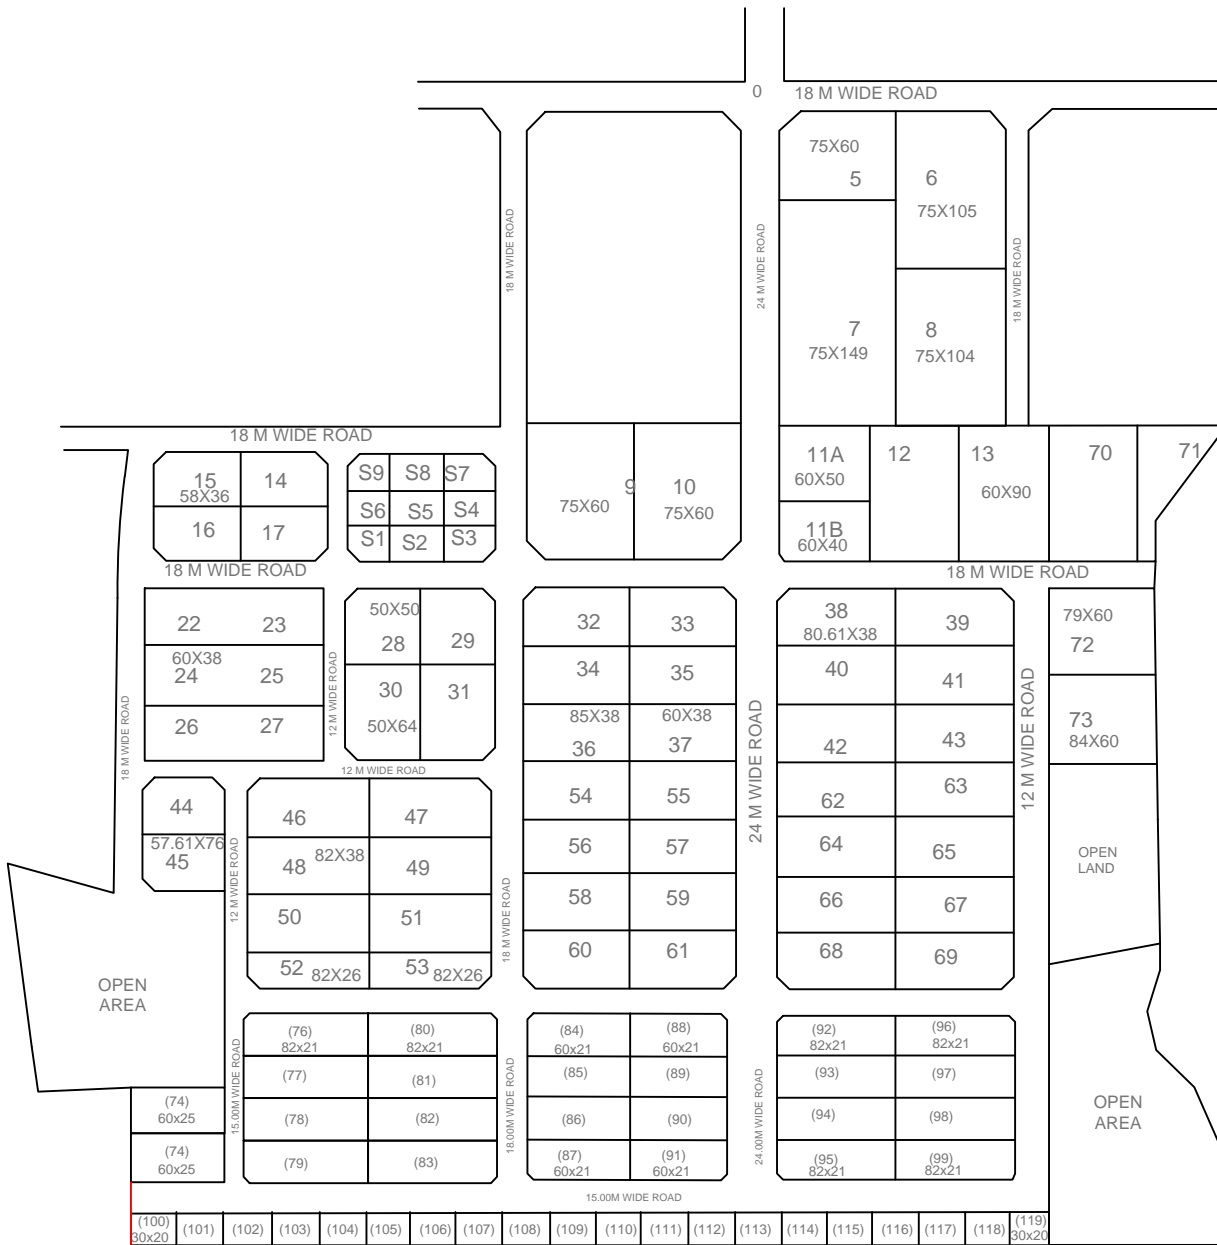 0
18 M WIDE ROAD
75X60
5
6
75X105
18 M WIDE ROAD
24 M WIDE ROAD
18 M WIDE ROAD
7
75X149
8
75X104
18 M WIDE ROAD
15
58X36
14
16
17
S9
S8
S7
S6
S5
S4
S1
S2
S3
9
75X60
10
75X60
11A
60X50
11B
60X40
12
13
60X90
70
71
18 M WIDE ROAD
18 M WIDE ROAD
22
23
60X38
24
25
26
27
18 M WIDE ROAD
12 M WIDE ROAD
50X50
28
29
30
50X64
31
12 M WIDE ROAD
32
33
34
35
85X38
36
60X38
37
54
55
56
57
58
59
60
61
24 M WIDE ROAD
38
80.61X38
39
40
41
42
43
62
63
64
65
66
67
68
69
12 M WIDE ROAD
79X60
72
73
84X60
OPEN
LAND
44
57.61X76
45
12 M WIDE ROAD
46
47
48
82X38
49
50
51
52
82X26
53
82X26
18 M WIDE ROAD
OPEN
AREA
(74)
60x25
(74)
60x25
15.00M WIDE ROAD
(76)
82x21
(80)
82x21
(77)
(81)
(78)
(82)
(79)
(83)
18.00M WIDE ROAD
(84)
60x21
(88)
60x21
(85)
(89)
(86)
(90)
(87)
60x21
(91)
60x21
24.00M WIDE ROAD
(92)
82x21
(96)
82x21
(93)
(97)
(94)
(98)
(95)
82x21
(99)
82x21
OPEN
AREA
15.00M WIDE ROAD
(100)
30x20
(101)
(102)
(103)
(104)
(105)
(106)
(107)
(108)
(109)
(110)
(111)
(112)
(113)
(114)
(115)
(116)
(117)
(118)
(119)
30x20